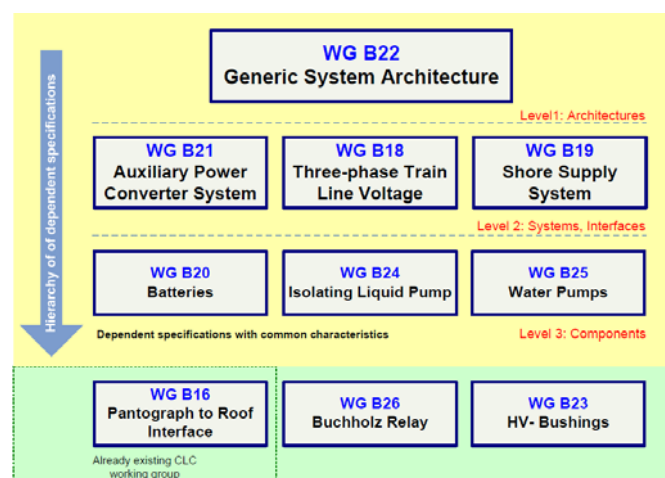 WG B22
Generic System Architecture
Level1: Architectures
Hierarchy of of dependent specifications
WG B21
Auxiliary Power
Converter System
WG B18
Three-phase Train
Line Voltage
WG B19
Shore Supply
System
Level 2: Systems, Interfaces
WG B20
Batteries
WG B24
Isolating Liquid Pump
WG B25
Water Pumps
Dependent specifications with common characteristics
Level 3: Components
WG B16
Pantograph to Roof
Interface
WG B26
Buchholz Relay
WG B23
HV- Bushings
Already existing CLC
working group